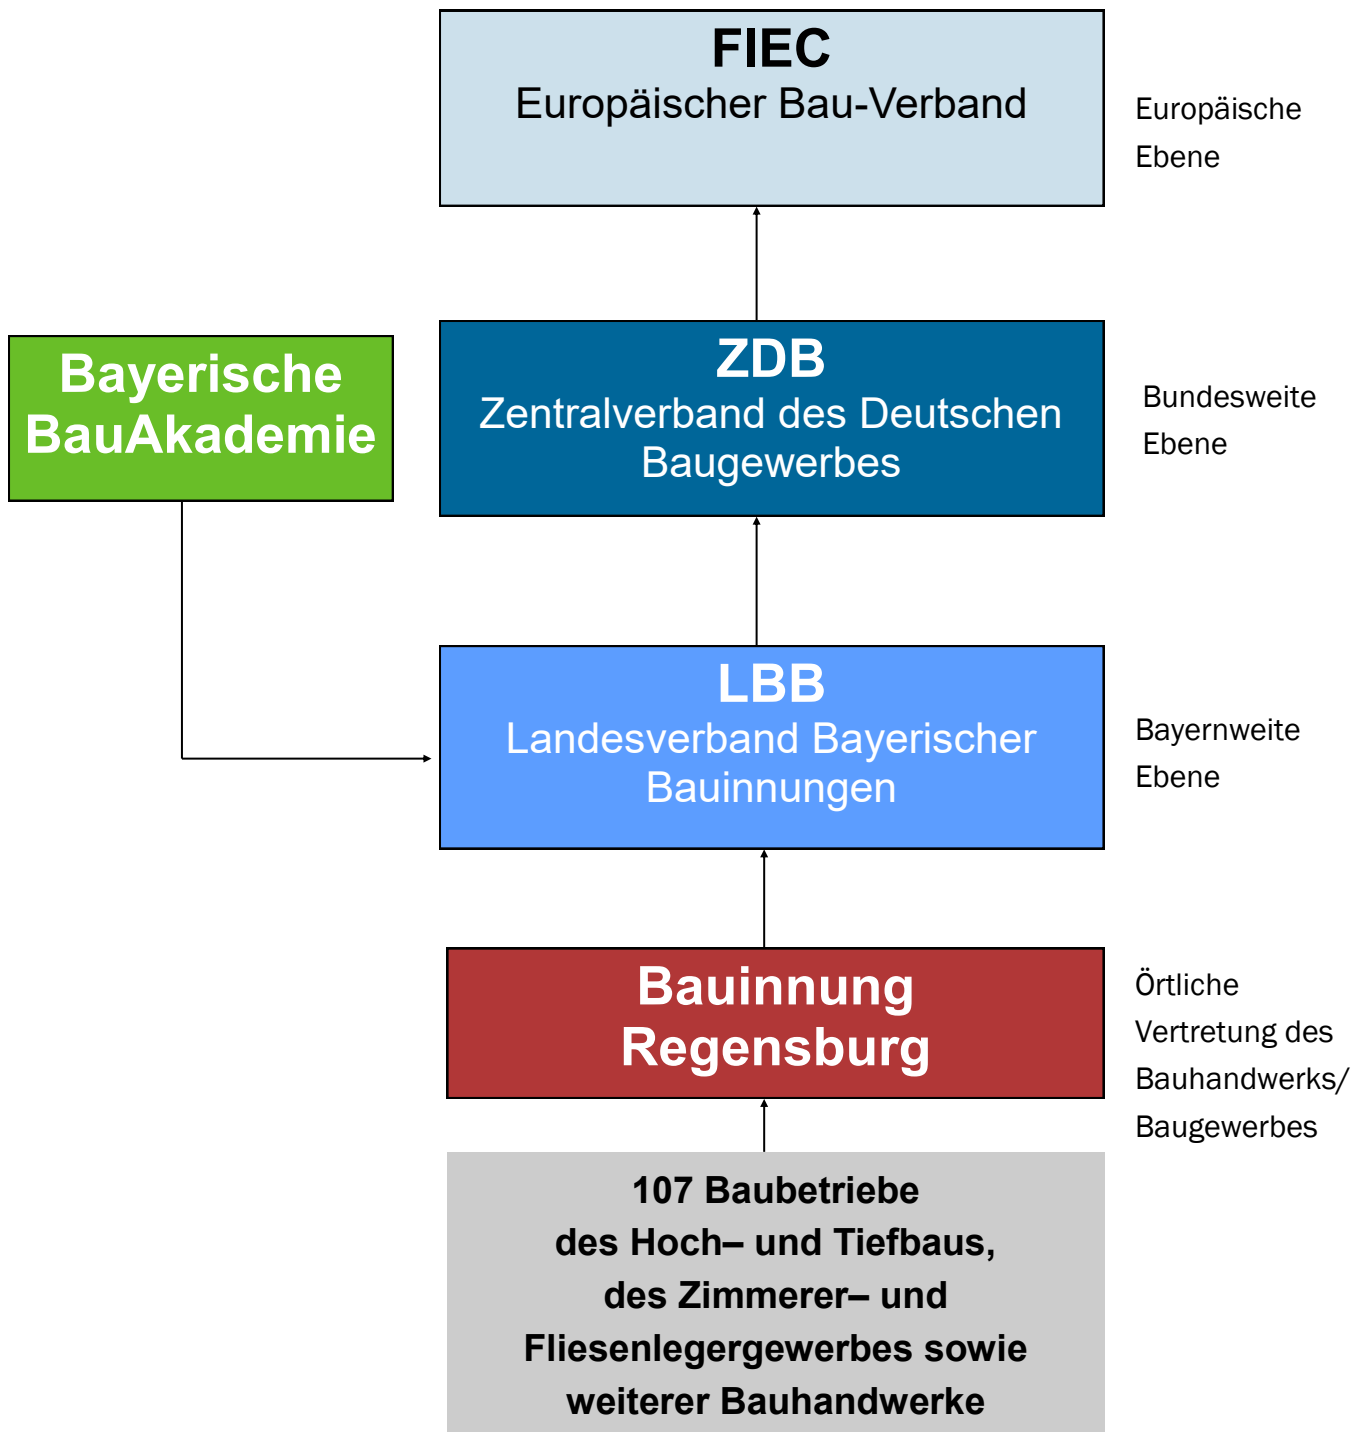 FIEC
Europäischer Bau-Verband
Europäische
Ebene
Bayerische
BauAkademie
ZDB
Zentralverband des Deutschen
Baugewerbes
Bundesweite
Ebene
LBB
Landesverband Bayerischer
Bauinnungen
Bayernweite
Ebene
Bauinnung
Regensburg
Örtliche
Vertretung des
Bauhandwerks/
Baugewerbes
107 Baubetriebe
des Hoch– und Tiefbaus,
des Zimmerer– und
Fliesenlegergewerbes sowie
weiterer Bauhandwerke